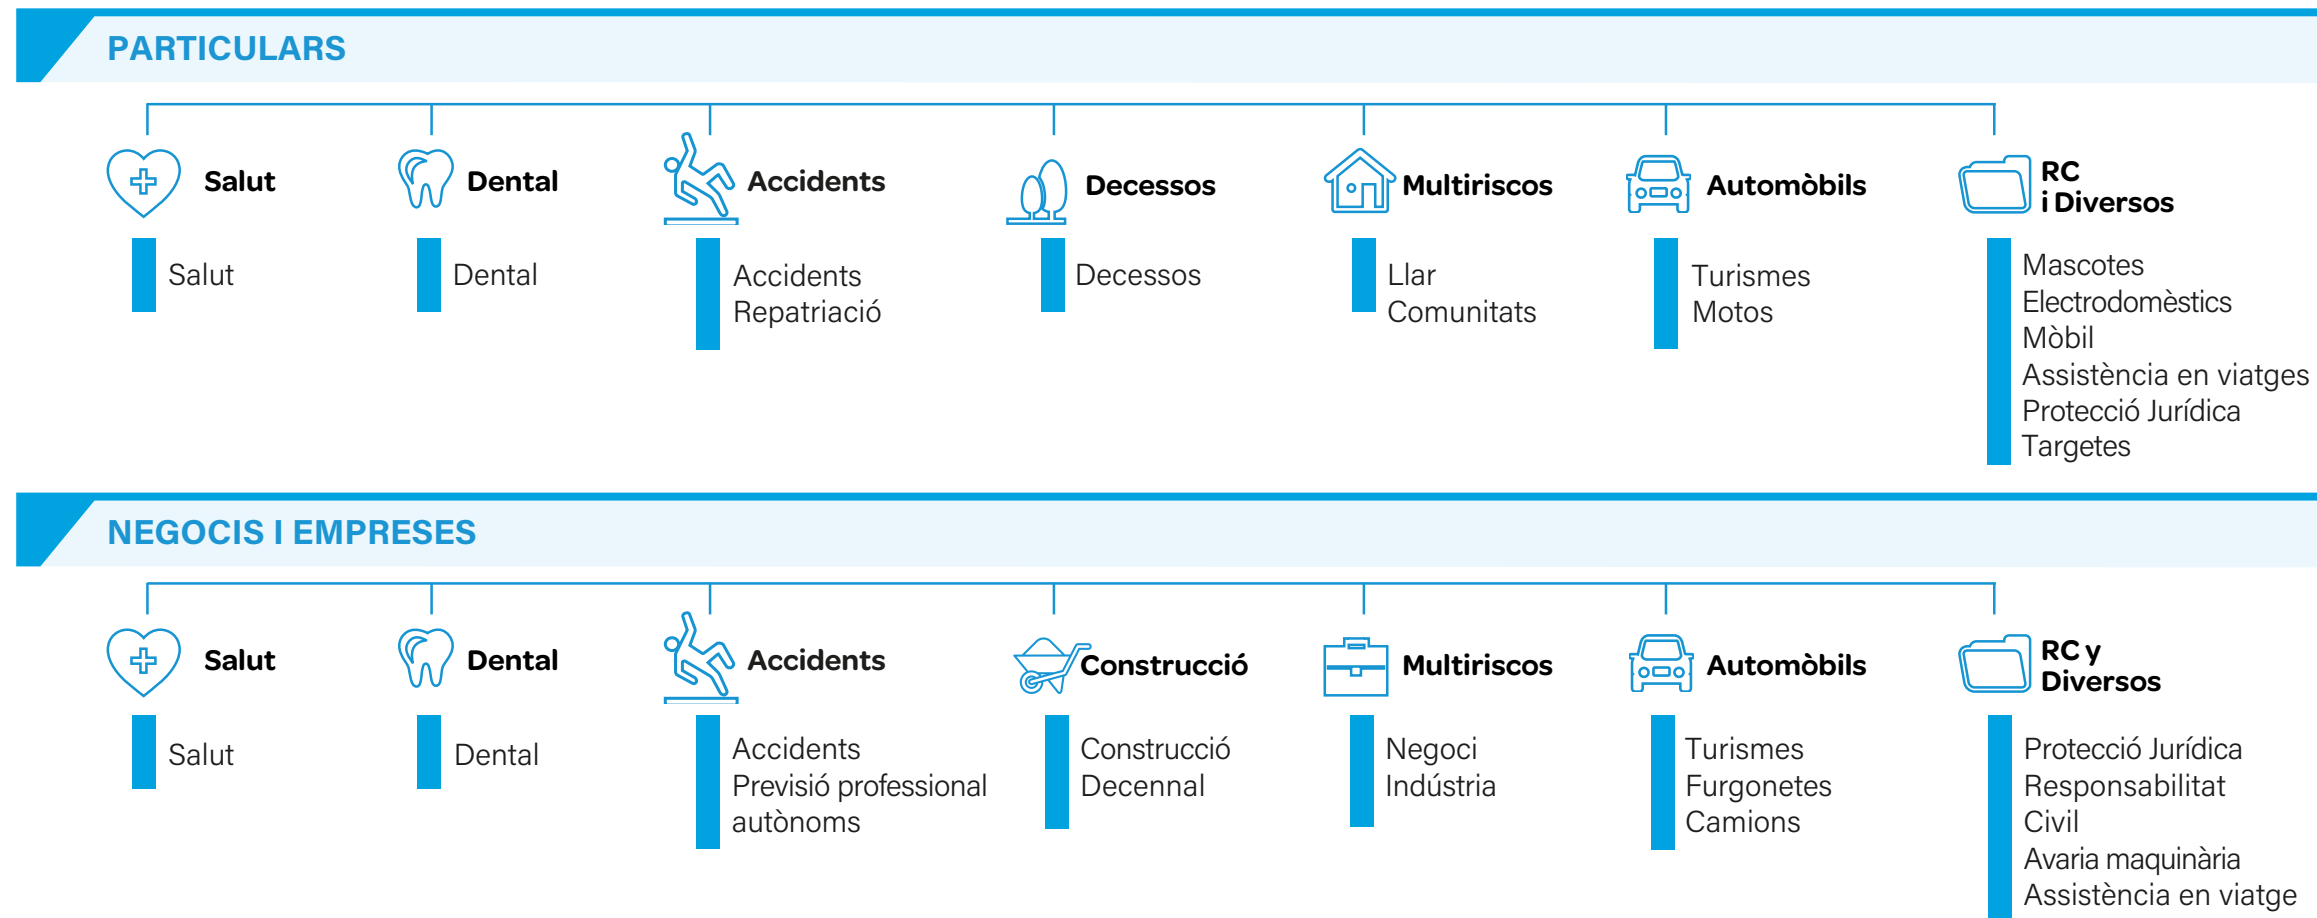 PARTICULARS
Salut
Dental
Accidents
Decessos
Multiriscos
Automòbils
RC
i Diversos
Salut
Dental
Accidents
Repatriació
Decessos
Llar
Comunitats
Turismes
Motos
Mascotes
Electrodomèstics
Mòbil
Assistència en viatges
Protecció Jurídica
Targetes
NEGOCIS I EMPRESES
Salut
Dental
Accidents
Construcció
Multiriscos
Automòbils
RC y
Diversos
Salut
Dental
Accidents
Previsió professional
autònoms
Construcció
Decennal
Negoci
Indústria
Turismes
Furgonetes
Camions
Protecció Jurídica
Responsabilitat
Civil
Avaria maquinària
Assistència en viatge